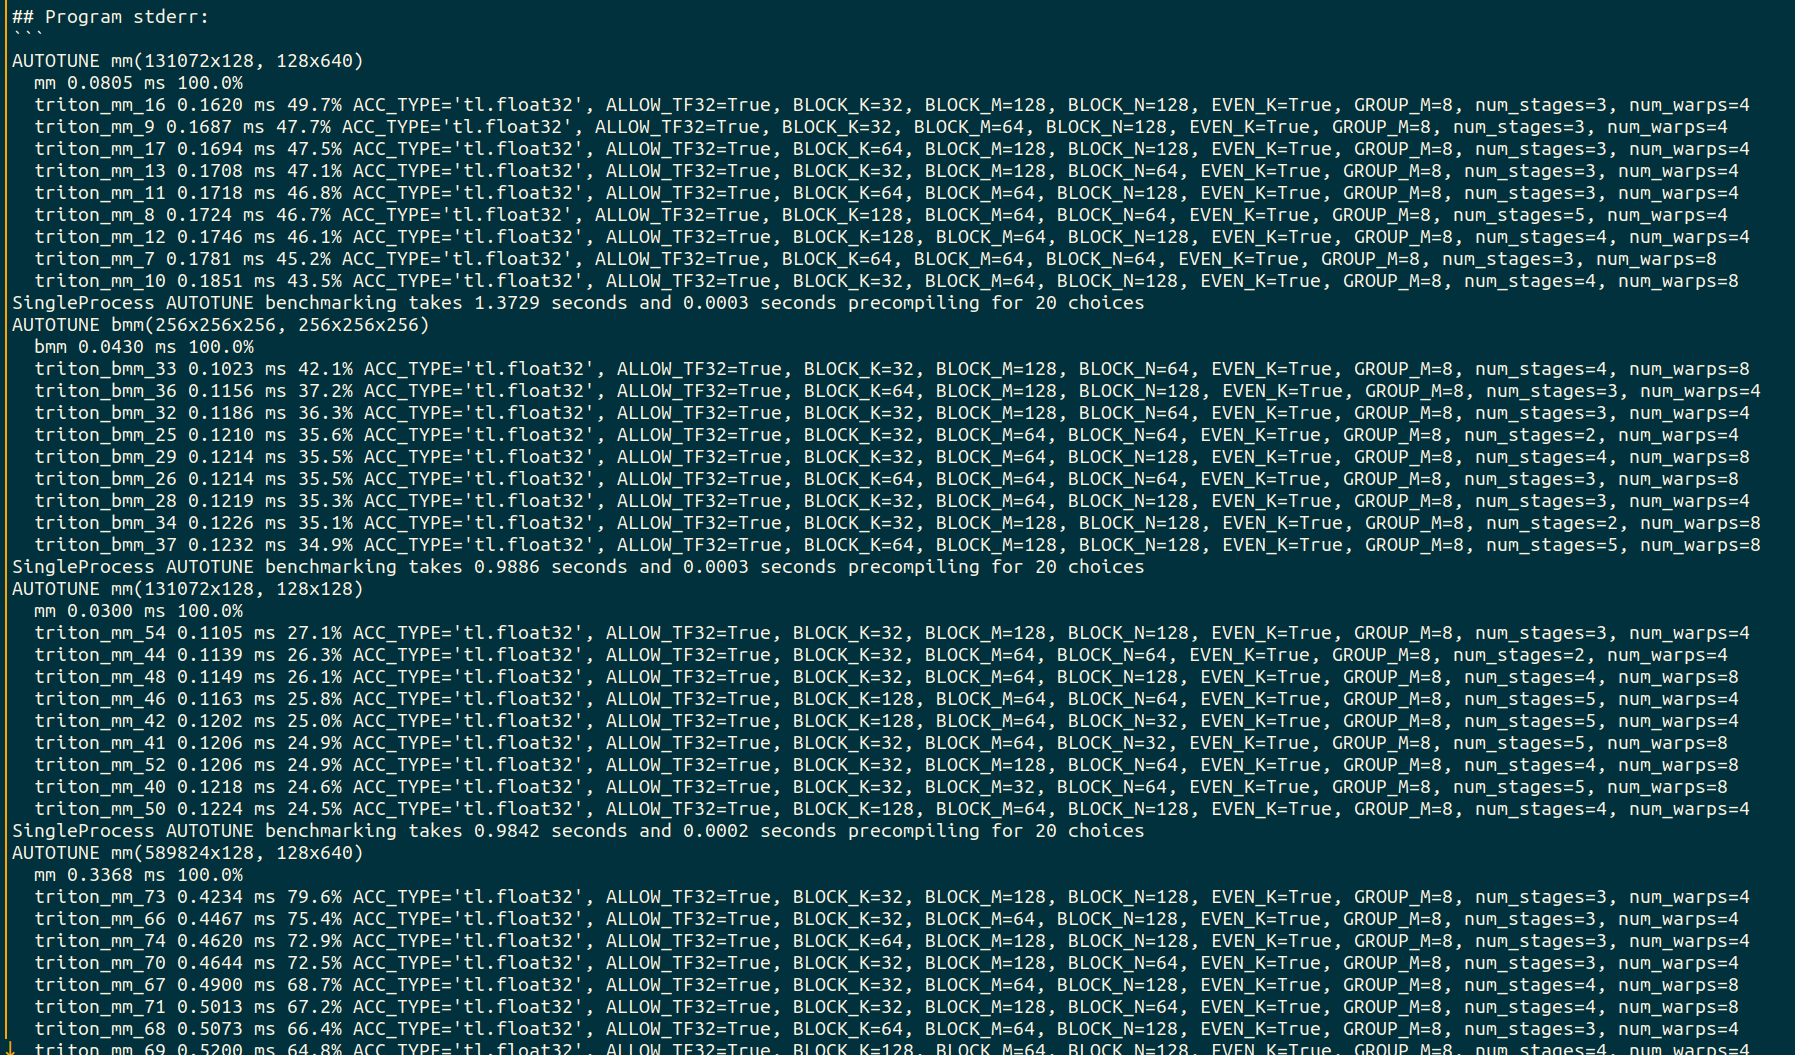 ## Program stderr:
```
AUTOTUNE mm(131072x128, 128x640)
  mm 0.0805 ms 100.0%
  triton_mm_16 0.1620 ms 49.7% ACC_TYPE='tl.float32', ALLOW_TF32=True, BLOCK_K=32, BLOCK_M=128, BLOCK_N=128, EVEN_K=True, GROUP_M=8, num_stages=3, num_warps=4
  triton_mm_9 0.1687 ms 47.7% ACC_TYPE='tl.float32', ALLOW_TF32=True, BLOCK_K=32, BLOCK_M=64, BLOCK_N=128, EVEN_K=True, GROUP_M=8, num_stages=3, num_warps=4
  triton_mm_17 0.1694 ms 47.5% ACC_TYPE='tl.float32', ALLOW_TF32=True, BLOCK_K=64, BLOCK_M=128, BLOCK_N=128, EVEN_K=True, GROUP_M=8, num_stages=3, num_warps=4
  triton_mm_13 0.1708 ms 47.1% ACC_TYPE='tl.float32', ALLOW_TF32=True, BLOCK_K=32, BLOCK_M=128, BLOCK_N=64, EVEN_K=True, GROUP_M=8, num_stages=3, num_warps=4
  triton_mm_11 0.1718 ms 46.8% ACC_TYPE='tl.float32', ALLOW_TF32=True, BLOCK_K=64, BLOCK_M=64, BLOCK_N=128, EVEN_K=True, GROUP_M=8, num_stages=3, num_warps=4
  triton_mm_8 0.1724 ms 46.7% ACC_TYPE='tl.float32', ALLOW_TF32=True, BLOCK_K=128, BLOCK_M=64, BLOCK_N=64, EVEN_K=True, GROUP_M=8, num_stages=5, num_warps=4
  triton_mm_12 0.1746 ms 46.1% ACC_TYPE='tl.float32', ALLOW_TF32=True, BLOCK_K=128, BLOCK_M=64, BLOCK_N=128, EVEN_K=True, GROUP_M=8, num_stages=4, num_warps=4
  triton_mm_7 0.1781 ms 45.2% ACC_TYPE='tl.float32', ALLOW_TF32=True, BLOCK_K=64, BLOCK_M=64, BLOCK_N=64, EVEN_K=True, GROUP_M=8, num_stages=3, num_warps=8
  triton_mm_10 0.1851 ms 43.5% ACC_TYPE='tl.float32', ALLOW_TF32=True, BLOCK_K=32, BLOCK_M=64, BLOCK_N=128, EVEN_K=True, GROUP_M=8, num_stages=4, num_warps=8
SingleProcess AUTOTUNE benchmarking takes 1.3729 seconds and 0.0003 seconds precompiling for 20 choices
AUTOTUNE bmm(256x256x256, 256x256x256)
  bmm 0.0430 ms 100.0%
  triton_bmm_33 0.1023 ms 42.1% ACC_TYPE='tl.float32', ALLOW_TF32=True, BLOCK_K=32, BLOCK_M=128, BLOCK_N=64, EVEN_K=True, GROUP_M=8, num_stages=4, num_warps=8
  triton_bmm_36 0.1156 ms 37.2% ACC_TYPE='tl.float32', ALLOW_TF32=True, BLOCK_K=64, BLOCK_M=128, BLOCK_N=128, EVEN_K=True, GROUP_M=8, num_stages=3, num_warps=4
  triton_bmm_32 0.1186 ms 36.3% ACC_TYPE='tl.float32', ALLOW_TF32=True, BLOCK_K=32, BLOCK_M=128, BLOCK_N=64, EVEN_K=True, GROUP_M=8, num_stages=3, num_warps=4
  triton_bmm_25 0.1210 ms 35.6% ACC_TYPE='tl.float32', ALLOW_TF32=True, BLOCK_K=32, BLOCK_M=64, BLOCK_N=64, EVEN_K=True, GROUP_M=8, num_stages=2, num_warps=4
  triton_bmm_29 0.1214 ms 35.5% ACC_TYPE='tl.float32', ALLOW_TF32=True, BLOCK_K=32, BLOCK_M=64, BLOCK_N=128, EVEN_K=True, GROUP_M=8, num_stages=4, num_warps=8
  triton_bmm_26 0.1214 ms 35.5% ACC_TYPE='tl.float32', ALLOW_TF32=True, BLOCK_K=64, BLOCK_M=64, BLOCK_N=64, EVEN_K=True, GROUP_M=8, num_stages=3, num_warps=8
  triton_bmm_28 0.1219 ms 35.3% ACC_TYPE='tl.float32', ALLOW_TF32=True, BLOCK_K=32, BLOCK_M=64, BLOCK_N=128, EVEN_K=True, GROUP_M=8, num_stages=3, num_warps=4
  triton_bmm_34 0.1226 ms 35.1% ACC_TYPE='tl.float32', ALLOW_TF32=True, BLOCK_K=32, BLOCK_M=128, BLOCK_N=128, EVEN_K=True, GROUP_M=8, num_stages=2, num_warps=8
  triton_bmm_37 0.1232 ms 34.9% ACC_TYPE='tl.float32', ALLOW_TF32=True, BLOCK_K=64, BLOCK_M=128, BLOCK_N=128, EVEN_K=True, GROUP_M=8, num_stages=5, num_warps=8
SingleProcess AUTOTUNE benchmarking takes 0.9886 seconds and 0.0003 seconds precompiling for 20 choices
AUTOTUNE mm(131072x128, 128x128)
  mm 0.0300 ms 100.0%
  triton_mm_54 0.1105 ms 27.1% ACC_TYPE='tl.float32', ALLOW_TF32=True, BLOCK_K=32, BLOCK_M=128, BLOCK_N=128, EVEN_K=True, GROUP_M=8, num_stages=3, num_warps=4
  triton_mm_44 0.1139 ms 26.3% ACC_TYPE='tl.float32', ALLOW_TF32=True, BLOCK_K=32, BLOCK_M=64, BLOCK_N=64, EVEN_K=True, GROUP_M=8, num_stages=2, num_warps=4
  triton_mm_48 0.1149 ms 26.1% ACC_TYPE='tl.float32', ALLOW_TF32=True, BLOCK_K=32, BLOCK_M=64, BLOCK_N=128, EVEN_K=True, GROUP_M=8, num_stages=4, num_warps=8
  triton_mm_46 0.1163 ms 25.8% ACC_TYPE='tl.float32', ALLOW_TF32=True, BLOCK_K=128, BLOCK_M=64, BLOCK_N=64, EVEN_K=True, GROUP_M=8, num_stages=5, num_warps=4
  triton_mm_42 0.1202 ms 25.0% ACC_TYPE='tl.float32', ALLOW_TF32=True, BLOCK_K=128, BLOCK_M=64, BLOCK_N=32, EVEN_K=True, GROUP_M=8, num_stages=5, num_warps=4
  triton_mm_41 0.1206 ms 24.9% ACC_TYPE='tl.float32', ALLOW_TF32=True, BLOCK_K=32, BLOCK_M=64, BLOCK_N=32, EVEN_K=True, GROUP_M=8, num_stages=5, num_warps=8
  triton_mm_52 0.1206 ms 24.9% ACC_TYPE='tl.float32', ALLOW_TF32=True, BLOCK_K=32, BLOCK_M=128, BLOCK_N=64, EVEN_K=True, GROUP_M=8, num_stages=4, num_warps=8
  triton_mm_40 0.1218 ms 24.6% ACC_TYPE='tl.float32', ALLOW_TF32=True, BLOCK_K=32, BLOCK_M=32, BLOCK_N=64, EVEN_K=True, GROUP_M=8, num_stages=5, num_warps=8
  triton_mm_50 0.1224 ms 24.5% ACC_TYPE='tl.float32', ALLOW_TF32=True, BLOCK_K=128, BLOCK_M=64, BLOCK_N=128, EVEN_K=True, GROUP_M=8, num_stages=4, num_warps=4
SingleProcess AUTOTUNE benchmarking takes 0.9842 seconds and 0.0002 seconds precompiling for 20 choices
AUTOTUNE mm(589824x128, 128x640)
  mm 0.3368 ms 100.0%
  triton_mm_73 0.4234 ms 79.6% ACC_TYPE='tl.float32', ALLOW_TF32=True, BLOCK_K=32, BLOCK_M=128, BLOCK_N=128, EVEN_K=True, GROUP_M=8, num_stages=3, num_warps=4
  triton_mm_66 0.4467 ms 75.4% ACC_TYPE='tl.float32', ALLOW_TF32=True, BLOCK_K=32, BLOCK_M=64, BLOCK_N=128, EVEN_K=True, GROUP_M=8, num_stages=3, num_warps=4
  triton_mm_74 0.4620 ms 72.9% ACC_TYPE='tl.float32', ALLOW_TF32=True, BLOCK_K=64, BLOCK_M=128, BLOCK_N=128, EVEN_K=True, GROUP_M=8, num_stages=3, num_warps=4
  triton_mm_70 0.4644 ms 72.5% ACC_TYPE='tl.float32', ALLOW_TF32=True, BLOCK_K=32, BLOCK_M=128, BLOCK_N=64, EVEN_K=True, GROUP_M=8, num_stages=3, num_warps=4
  triton_mm_67 0.4900 ms 68.7% ACC_TYPE='tl.float32', ALLOW_TF32=True, BLOCK_K=32, BLOCK_M=64, BLOCK_N=128, EVEN_K=True, GROUP_M=8, num_stages=4, num_warps=8
  triton_mm_71 0.5013 ms 67.2% ACC_TYPE='tl.float32', ALLOW_TF32=True, BLOCK_K=32, BLOCK_M=128, BLOCK_N=64, EVEN_K=True, GROUP_M=8, num_stages=4, num_warps=8
  triton_mm_68 0.5073 ms 66.4% ACC_TYPE='tl.float32', ALLOW_TF32=True, BLOCK_K=64, BLOCK_M=64, BLOCK_N=128, EVEN_K=True, GROUP_M=8, num_stages=3, num_warps=4
  triton_mm_69 0.5200 ms 64.8% ACC_TYPE='tl.float32', ALLOW_TF32=True, BLOCK_K=128, BLOCK_M=64, BLOCK_N=128, EVEN_K=True, GROUP_M=8, num_stages=4, num_warps=4